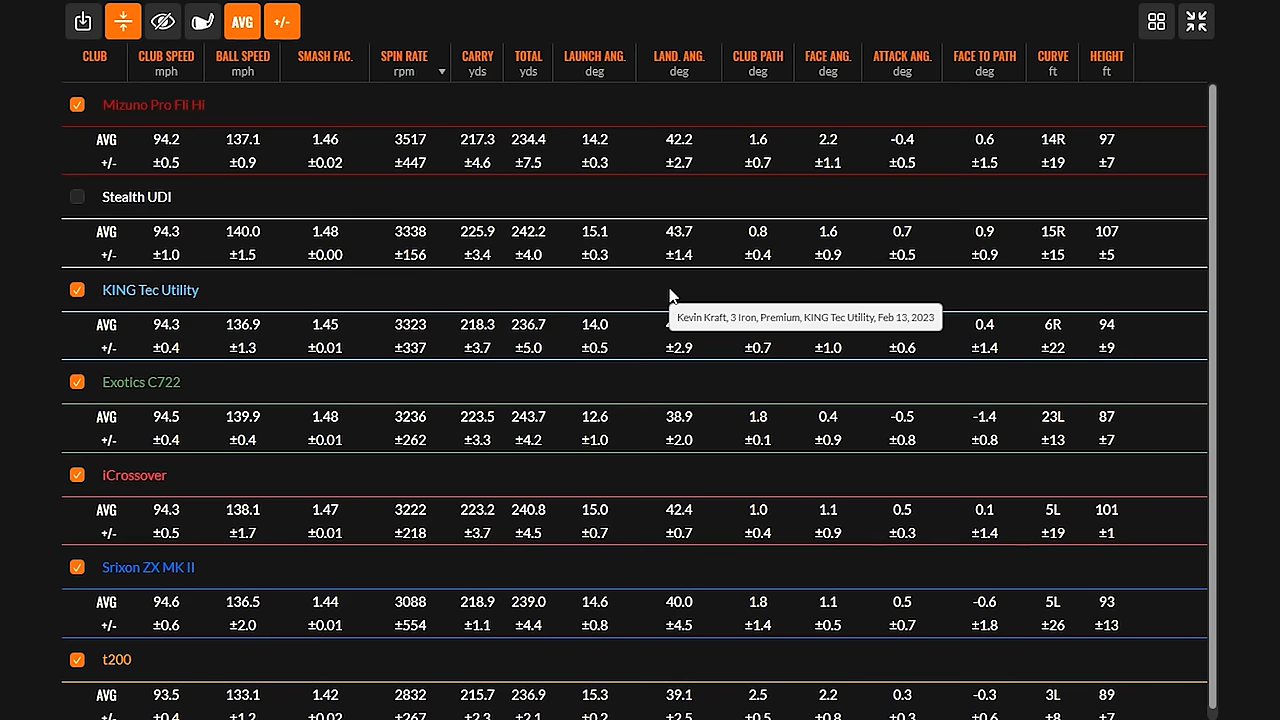 AVG +/-
CLUB CLUB SPEED BALL SPEED SMASH FAC. SPIN RATE CARRY TOTAL LAUNCH ANG. LAND. ANG. CLUB PATH FACE ANG. ATTACK ANG. FACE TO PATH CURVE HEIGHT
mph mph rpm yds yds deg deg deg deg deg deg ft ft
Mizuno Pro Fli Hi
AVG 94.2 137.1 1.46 3517 217.3 234.4 14.2 42.2 1.6 2.2 -0.4 0.6 14R 97
+/- ±0.5 ±0.9 ±0.02 ±447 ±4.6 ±7.5 ±0.3 ±2.7 ±0.7 ±1.1 ±0.5 ±1.5 ±19 ±7
Stealth UDI
AVG 94.3 140.0 1.48 3338 225.9 242.2 15.1 43.7 0.8 1.6 0.7 0.9 15R 107
+/- ±1.0 ±1.5 ±0.00 ±156 ±3.4 ±4.0 ±0.3 ±1.4 ±0.4 ±0.9 ±0.5 ±0.9 ±15 ±5
KING Tec Utility
Kevin Kraft, 3 Iron, Premium, KING Tec Utility, Feb 13, 2023
AVG 94.3 136.9 1.45 3323 218.3 236.7 14.0 0.4 6R 94
+/- ±0.4 ±1.3 ±0.01 ±337 ±3.7 ±5.0 ±0.5 ±2.9 ±0.7 ±1.0 ±0.6 ±1.4 ±22 ±9
Exotics C722
AVG 94.5 139.9 1.48 3236 223.5 243.7 12.6 38.9 1.8 0.4 -0.5 -1.4 23L 87
+/- ±0.4 ±0.4 ±0.01 ±262 ±3.3 ±4.2 ±1.0 ±2.0 ±0.1 ±0.9 ±0.8 ±0.8 ±13 ±7
iCrossover
AVG 94.3 138.1 1.47 3222 223.2 240.8 15.0 42.4 1.0 1.1 0.5 0.1 5L 101
+/- ±0.5 ±1.7 ±0.01 ±218 ±3.7 ±4.5 ±0.7 ±0.7 ±0.4 ±0.9 ±0.3 ±1.4 ±19 ±1
Srixon ZX MK II
AVG 94.6 136.5 1.44 3088 218.9 239.0 14.6 40.0 1.8 1.1 0.5 -0.6 5L 93
+/- ±0.6 ±2.0 ±0.01 ±554 ±1.1 ±4.4 ±0.8 ±4.5 ±1.4 ±0.5 ±0.7 ±1.8 ±26 ±13
t200
AVG 93.5 133.1 1.42 2832 215.7 236.9 15.3 39.1 2.5 2.2 0.3 -0.3 3L 89